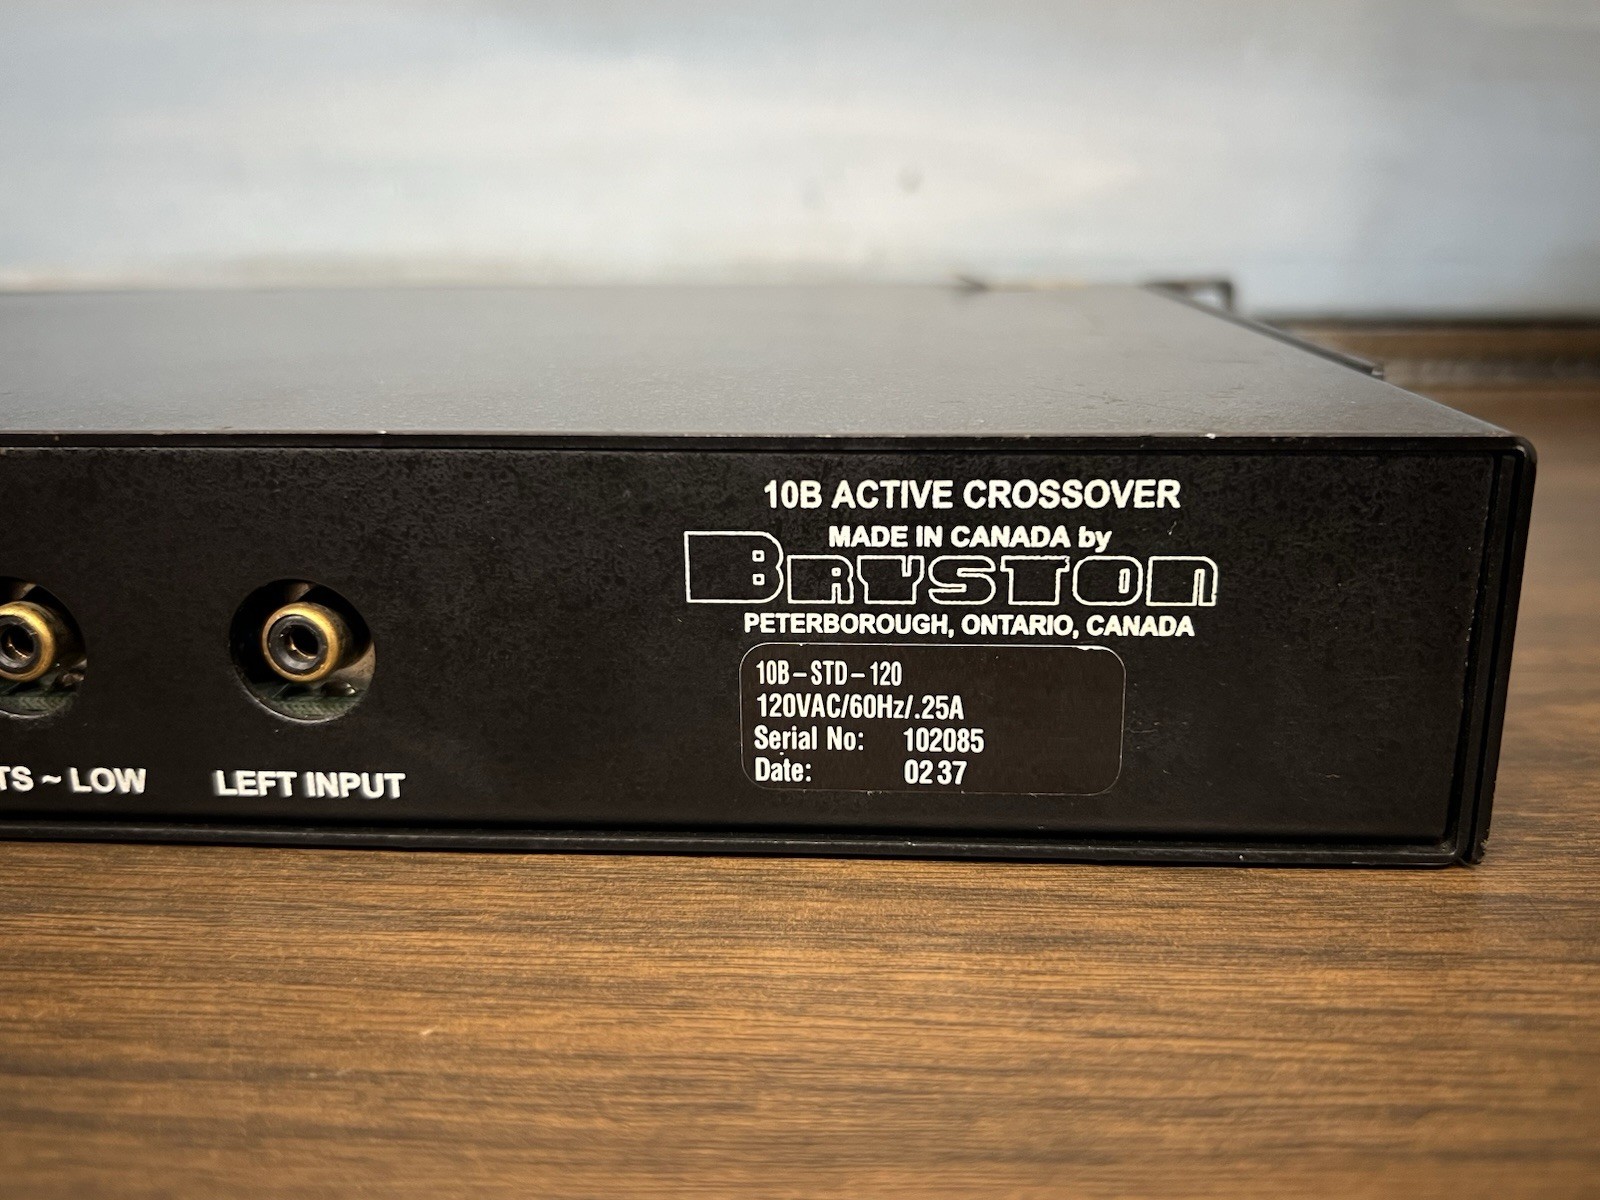 10B ACTIVE CROSSOVER
MADE IN CANADA by
BRYSTON
PETERBOROUGH, ONTARIO, CANADA
10B-STD-120
120VAC/60Hz/.25A
Serial No: 102085
Date: 02 37
TS ~ LOW
LEFT INPUT